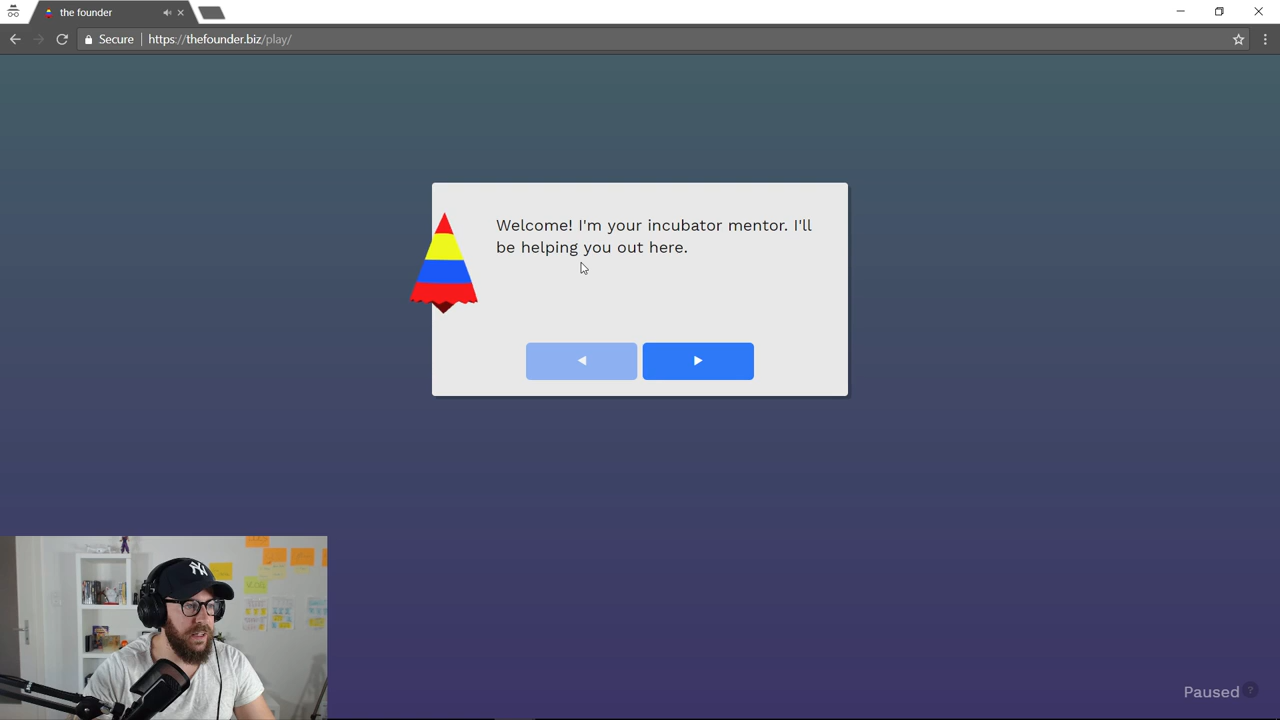 the founder
Secure
https://thefounder.biz/play/
Welcome! I'm your incubator mentor. I'll
be helping you out here.
Paused ?